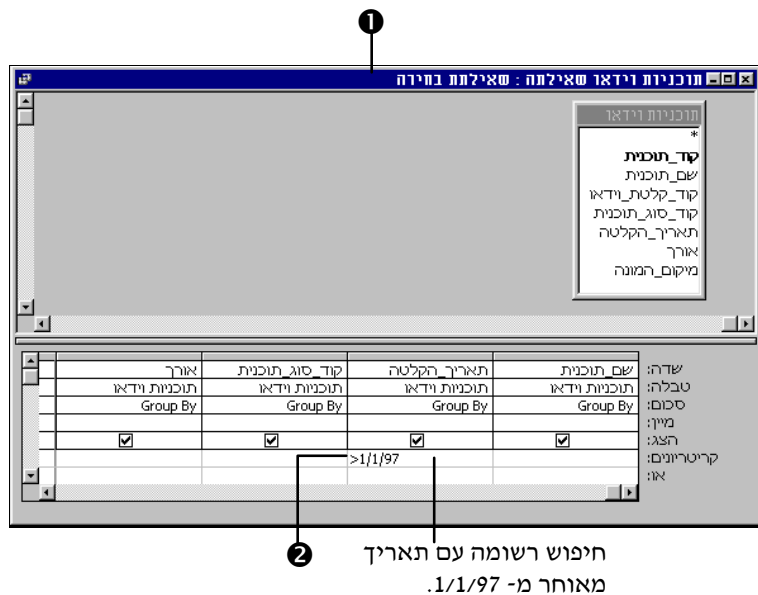 ❶
תוכניות וידאו שאילתה : שאילתת בחירה
תוכניות וידאו
*
קוד_תוכנית
שם_תוכנית
קוד_קלטת_וידאו
קוד_סוג_תוכנית
תאריך_הקלטה
אורך
מיקום_המונה
שדה: שם_תוכנית תאריך_הקלטה קוד_סוג_תוכנית אורך
טבלה: תוכניות וידאו תוכניות וידאו תוכניות וידאו תוכניות וידאו
סכום: Group By Group By Group By Group By
מיין:
הצג:
קריטריונים: >1/1/97
או:
❷
חיפוש רשומה עם תאריך
מאוחר מ- 1/1/97.